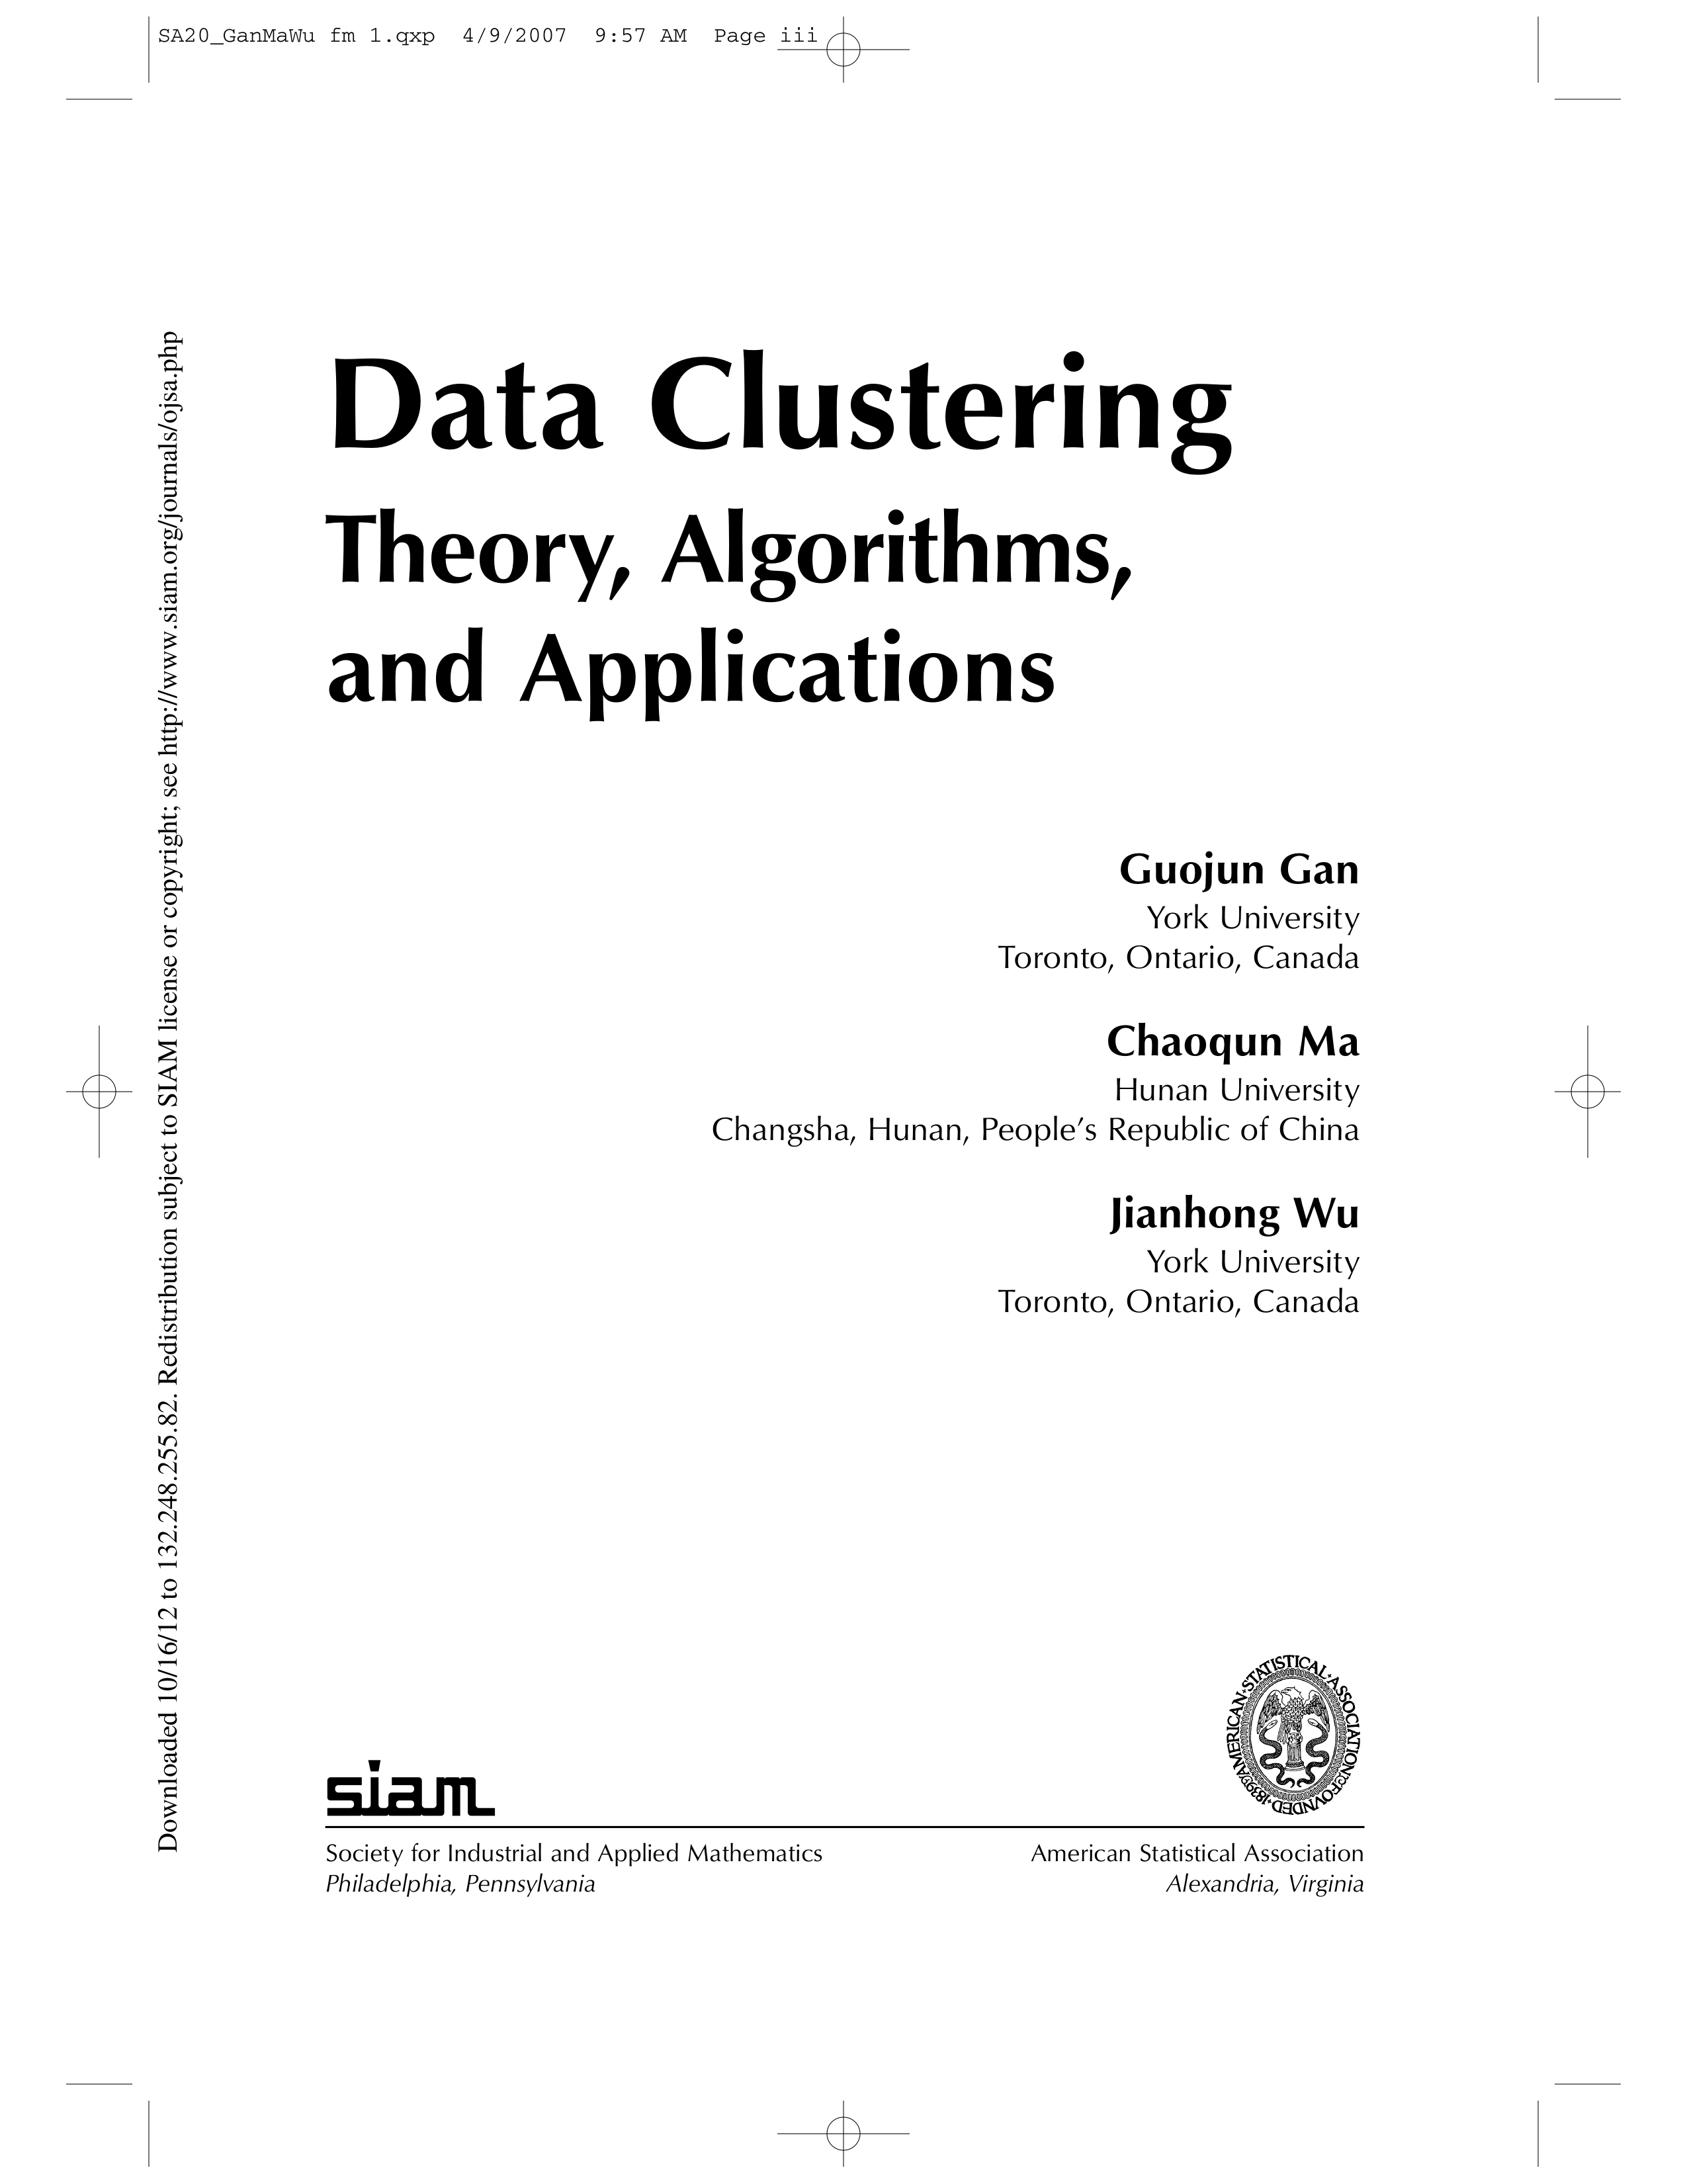 SA20_GanMaWu fm 1.qxp 4/9/2007 9:57 AM Page iii
Downloaded 10/16/12 to 132.248.255.82. Redistribution subject to SIAM license or copyright; see http://www.siam.org/journals/ojsa.php
Data Clustering
Theory, Algorithms,
and Applications
Guojun Gan
York University
Toronto, Ontario, Canada
Chaoqun Ma
Hunan University
Changsha, Hunan, People’s Republic of China
Jianhong Wu
York University
Toronto, Ontario, Canada
AMERICAN·STATISTICAL·ASSOCIATION·FOVNDED·1839
siam
Society for Industrial and Applied Mathematics
Philadelphia, Pennsylvania
American Statistical Association
Alexandria, Virginia